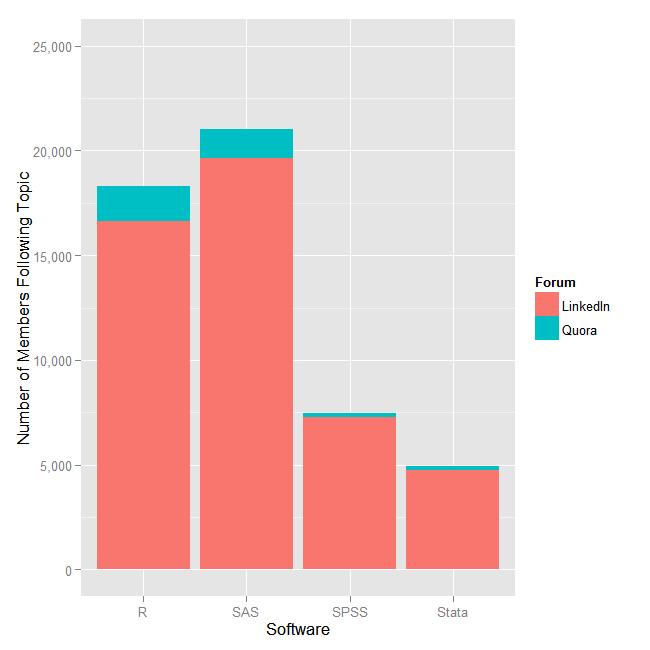 25,000
20,000
15,000
10,000
5,000
0
Number of Members Following Topic
R SAS SPSS Stata
Software
Forum
LinkedIn
Quora